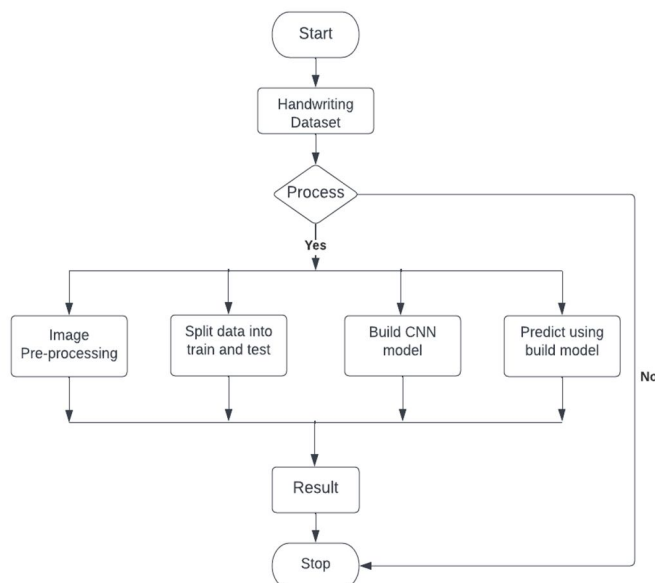 Start
Handwriting
Dataset
Process
Yes
Image
Pre-processing
Split data into
train and test
Build CNN
model
Predict using
build model
No
Result
Stop